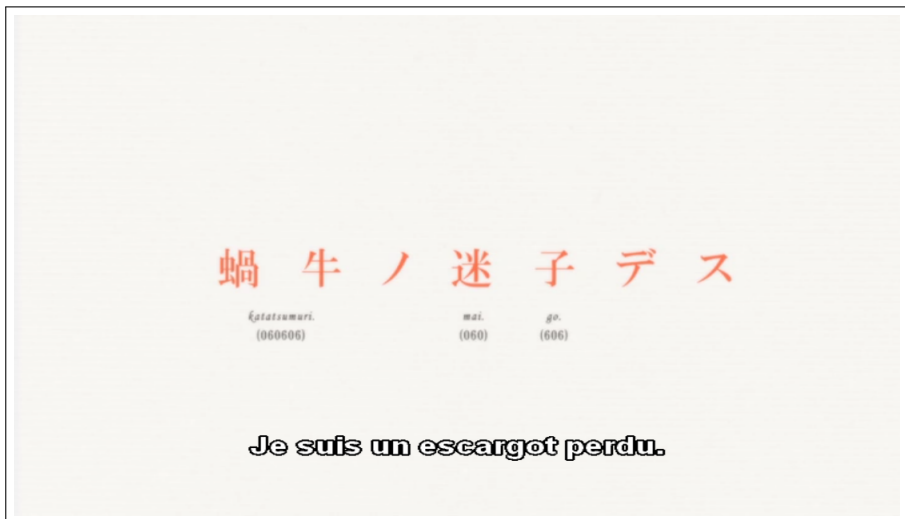 蝸牛ノ迷子デス
katatsumuri. mai. go.
(060606) (060) (606)
Je suis un escargot perdu.